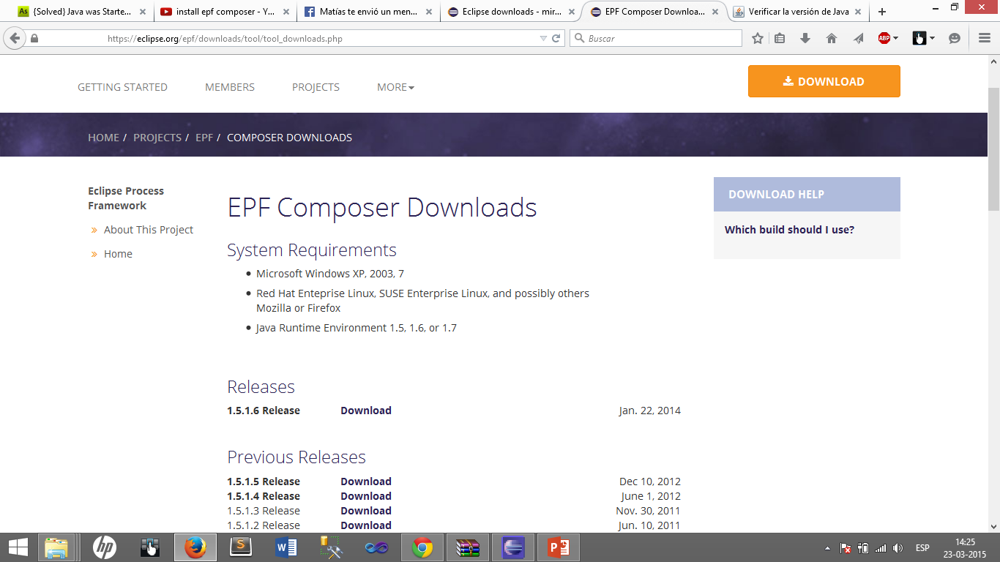 {Solved} Java was Starte...
install epf composer - Y...
Matías te envió un men...
Eclipse downloads - mir...
EPF Composer Downloa...
Verificar la versión de Java
https://eclipse.org/epf/downloads/tool/tool_downloads.php
Buscar
ABP
GETTING STARTED
MEMBERS
PROJECTS
MORE
DOWNLOAD
HOME / PROJECTS / EPF / COMPOSER DOWNLOADS
Eclipse Process
Framework
About This Project
Home
EPF Composer Downloads
System Requirements
Microsoft Windows XP, 2003, 7
Red Hat Enteprise Linux, SUSE Enterprise Linux, and possibly others
Mozilla or Firefox
Java Runtime Environment 1.5, 1.6, or 1.7
DOWNLOAD HELP
Which build should I use?
Releases
1.5.1.6 Release Download Jan. 22, 2014
Previous Releases
1.5.1.5 Release Download Dec 10, 2012
1.5.1.4 Release Download June 1, 2012
1.5.1.3 Release Download Nov. 30, 2011
1.5.1.2 Release Download Jun. 10, 2011
ESP
14:25
23-03-2015